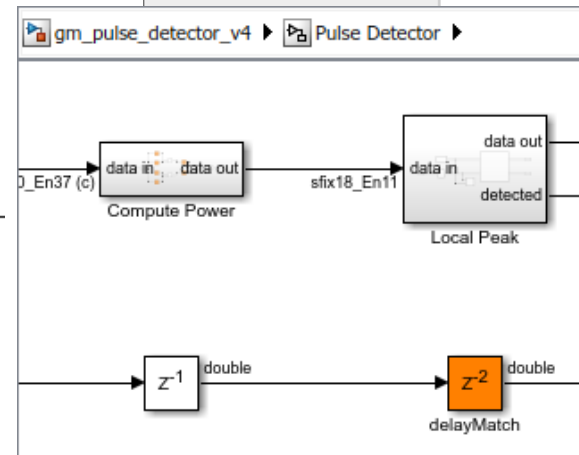 gm_pulse_detector_v4 Pulse Detector
data in data out
0_En37 (c)
Compute Power
sfix18_En11
data in
data out
detected
Local Peak
Z-1
double
Z-2
double
delayMatch